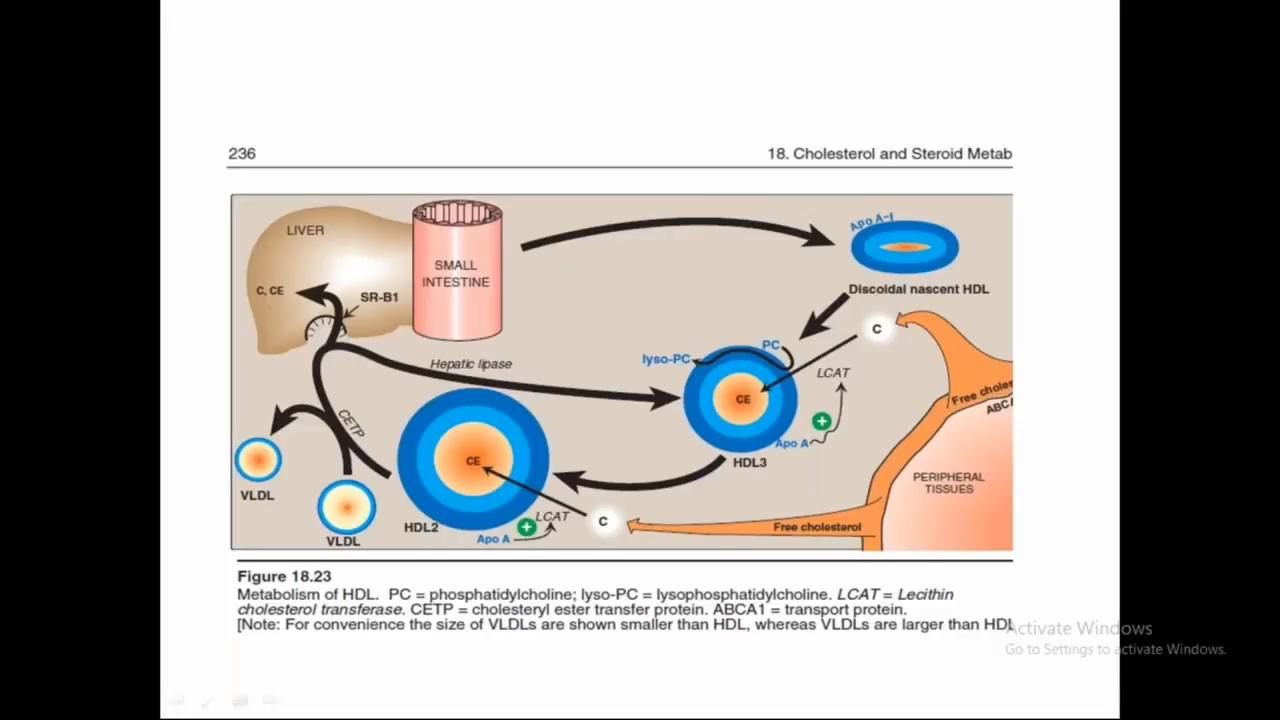 236
18. Cholesterol and Steroid Metab
LIVER
SMALL
INTESTINE
C, CE
SR-B1
Apo A-I
Discoidal nascent HDL
C
Hepatic lipase
lyso-PC
PC
LCAT
CE
Apo A
HDL3
Free choles
ABCA
PERIPHERAL
TISSUES
CETP
VLDL
VLDL
CE
HDL2
LCAT
Apo A
C
Free cholesterol
Figure 18.23
Metabolism of HDL. PC = phosphatidylcholine; lyso-PC = lysophosphatidylcholine. LCAT = Lecithin
cholesterol transferase. CETP = cholesteryl ester transfer protein. ABCA1 = transport protein.
[Note: For convenience the size of VLDLs are shown smaller than HDL, whereas VLDLs are larger than HDL
Activate Windows
Go to Settings to activate Windows.